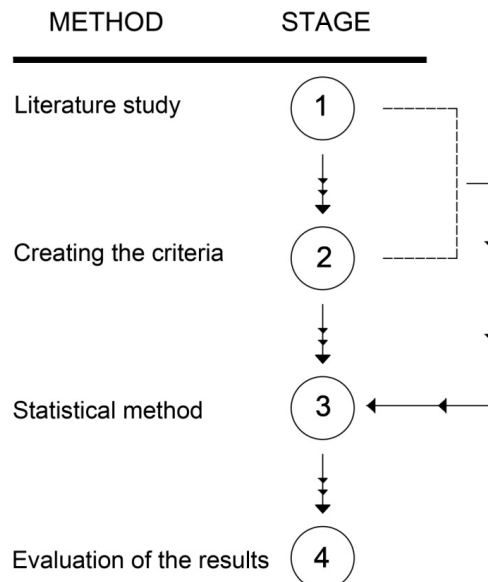 METHOD STAGE
Literature study 1
Creating the criteria 2
Statistical method 3
Evaluation of the results 4